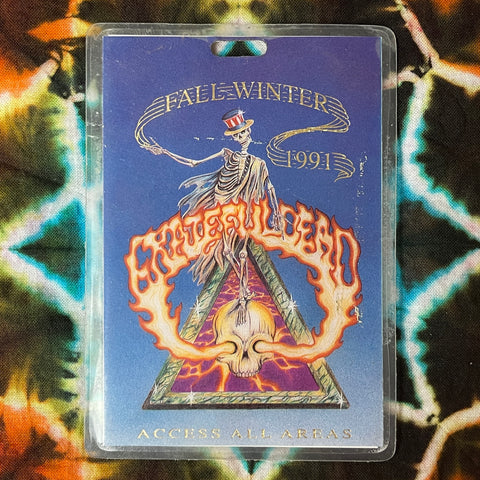 FALL WINTER
1991
GRATEFUL DEAD
ACCESS ALL AREAS